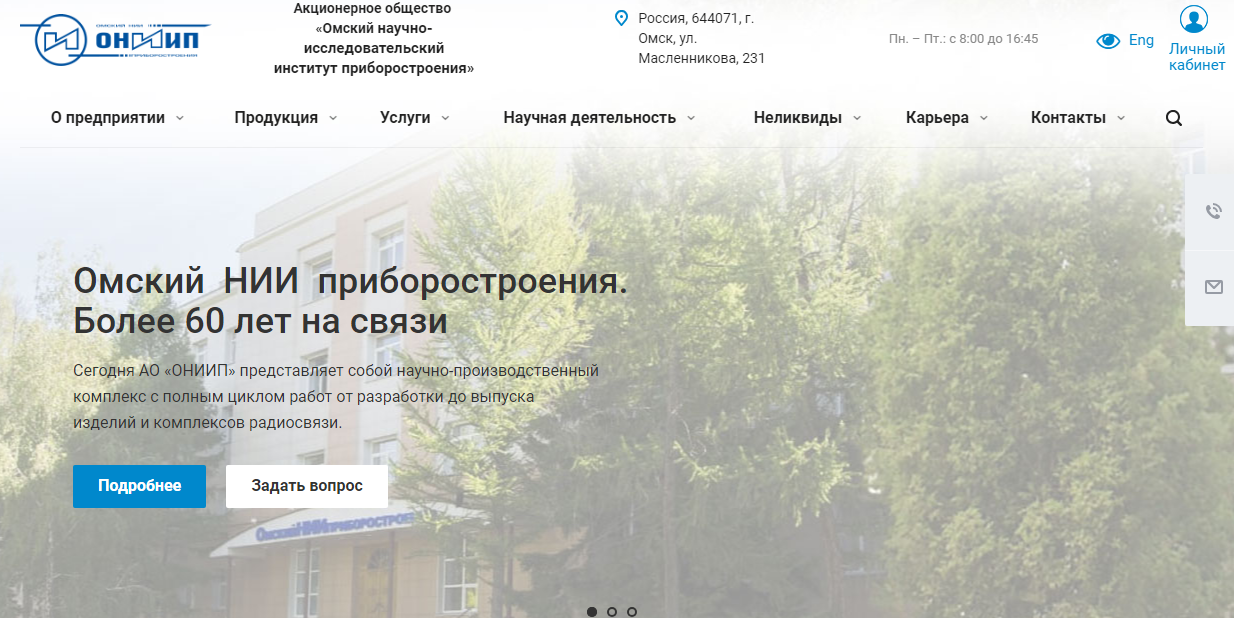 ОМСКИЙ НИИ
ОНИИП
ПРИБОРОСТРОЕНИЯ
Акционерное общество
«Омский научно-
исследовательский
институт приборостроения»
Россия, 644071, г.
Омск, ул.
Масленникова, 231
Пн. – Пт.: с 8:00 до 16:45
Eng
Личный
кабинет
О предприятии
Продукция
Услуги
Научная деятельность
Неликвиды
Карьера
Контакты
Омский НИИ приборостроения.
Более 60 лет на связи
Сегодня АО «ОНИИП» представляет собой научно-производственный
комплекс с полным циклом работ от разработки до выпуска
изделий и комплексов радиосвязи.
Подробнее
Задать вопрос
Омский НИИ ПРИБОРОСТРОЕ